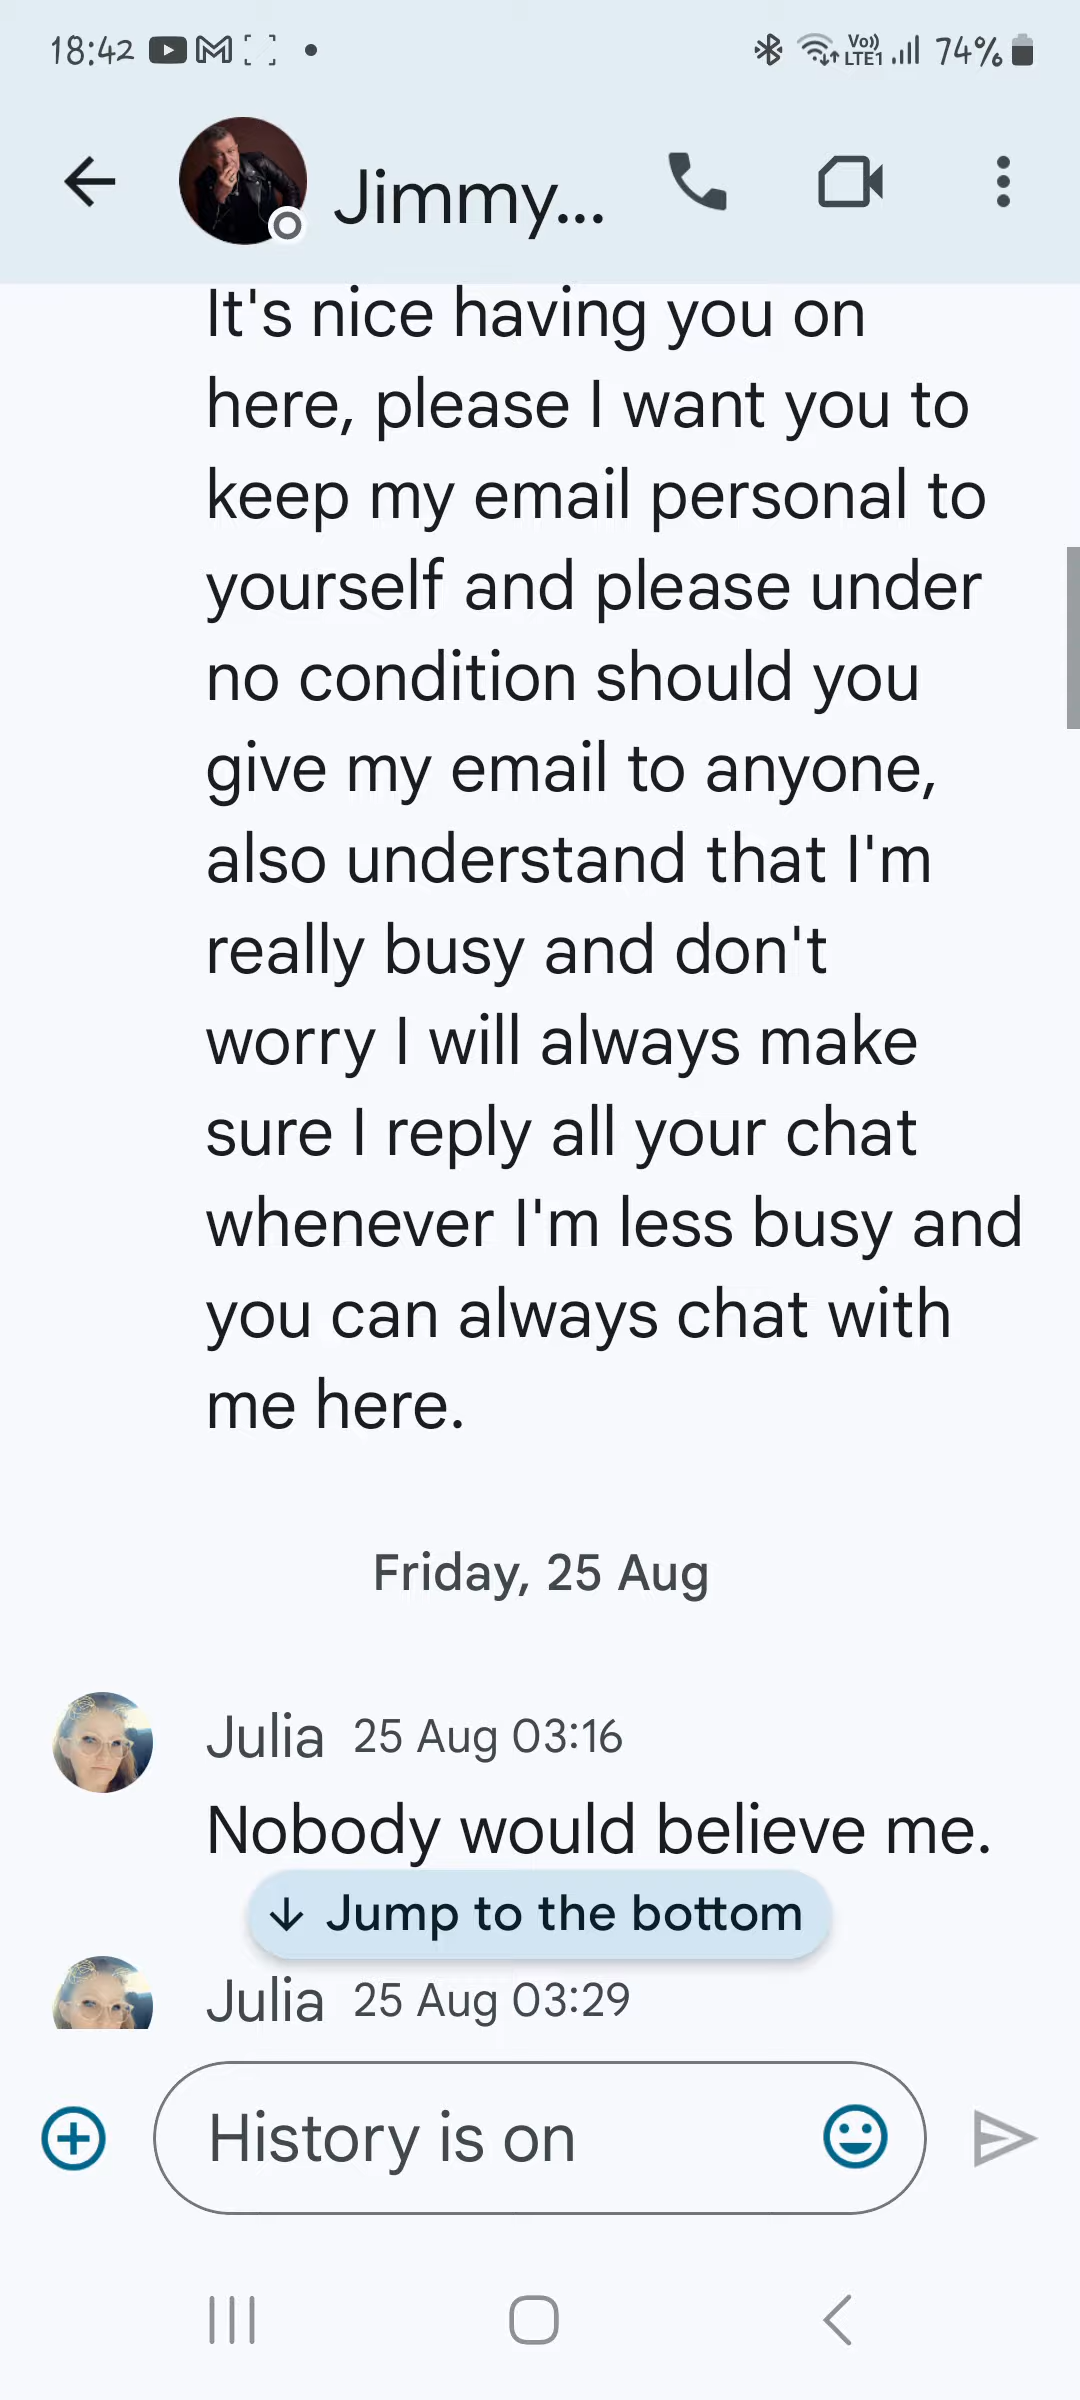 18:42 Vo)) LTE1 74%
Jimmy...
It's nice having you on
here, please I want you to
keep my email personal to
yourself and please under
no condition should you
give my email to anyone,
also understand that I'm
really busy and don't
worry I will always make
sure I reply all your chat
whenever I'm less busy and
you can always chat with
me here.
Friday, 25 Aug
Julia 25 Aug 03:16
Nobody would believe me.
↓ Jump to the bottom
Julia 25 Aug 03:29
History is on